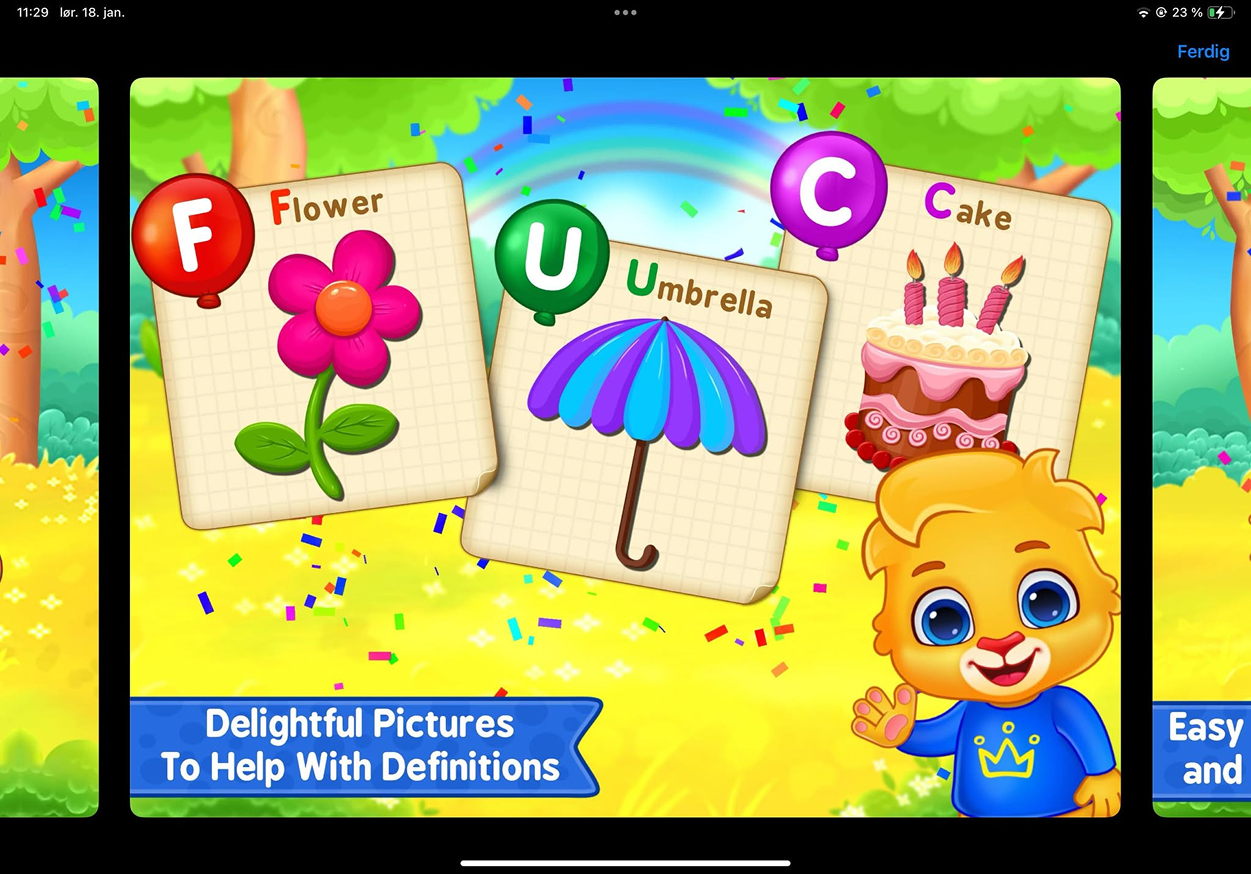 11:29 lør. 18. jan.
23 %
Ferdig
F
Flower
U
Umbrella
C
Cake
Delightful Pictures
To Help With Definitions
Easy
and